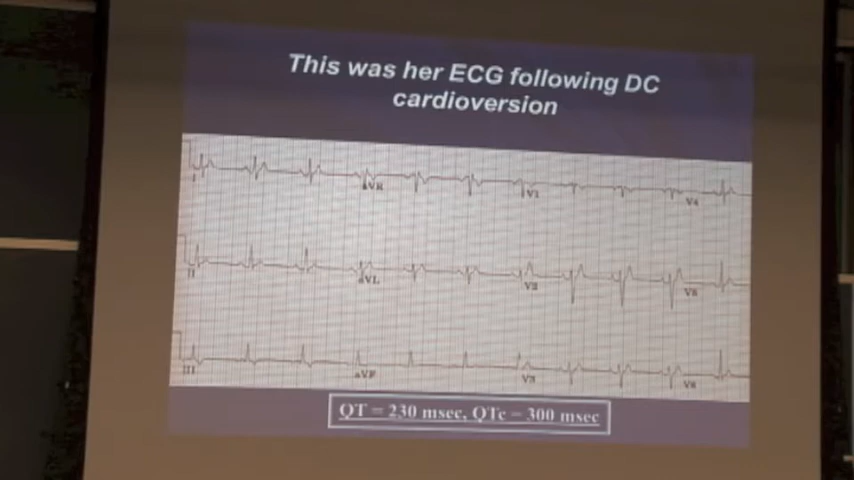 This was her ECG following DC
cardioversion
I
aVR
V1
V4
II
aVL
V2
III
aVF
V3
V6
QT = 230 msec, QTc = 300 msec